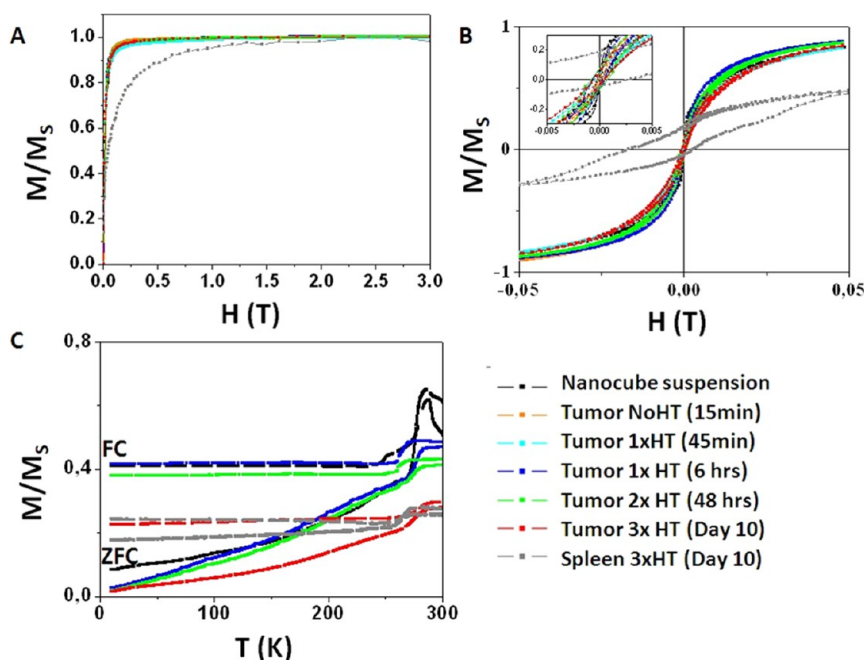 A
M/Ms
1.0
0.8
0.6
0.4
0.2
0.0
0.0 0.5 1.0 1.5 2.0 2.5 3.0
H (T)
B
M/Ms
1
0
-1
0.2
0.0
-0.2
-0.005 0.000 0.005
-0,05 0,00 0,05
H (T)
C
M/Ms
0,8
0,4
0,0
FC
ZFC
0 100 200 300
T (K)
Nanocube suspension
Tumor NoHT (15min)
Tumor 1xHT (45min)
Tumor 1x HT (6 hrs)
Tumor 2x HT (48 hrs)
Tumor 3x HT (Day 10)
Spleen 3xHT (Day 10)